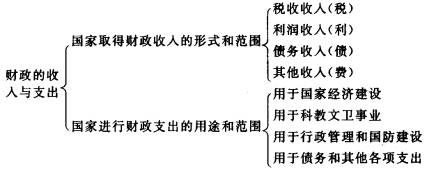 财政的收
入与支出
国家取得财政收入的形式和范围
税收收入(税)
利润收入(利)
债务收入(债)
其他收入(费)
国家进行财政支出的用途和范围
用于国家经济建设
用于科教文卫事业
用于行政管理和国防建设
用于债务和其他各项支出